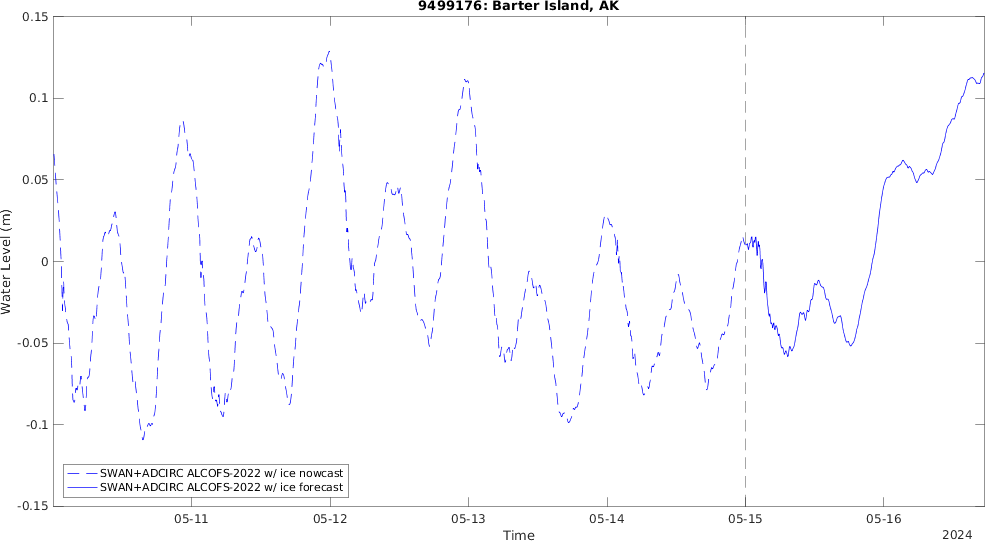 9499176: Barter Island, AK
0.15
0.1
0.05
0
-0.05
-0.1
-0.15
Water Level (m)
SWAN+ADCIRC ALCOFS-2022 w/ ice nowcast
SWAN+ADCIRC ALCOFS-2022 w/ ice forecast
05-11 05-12 05-13 05-14 05-15 05-16
Time
2024